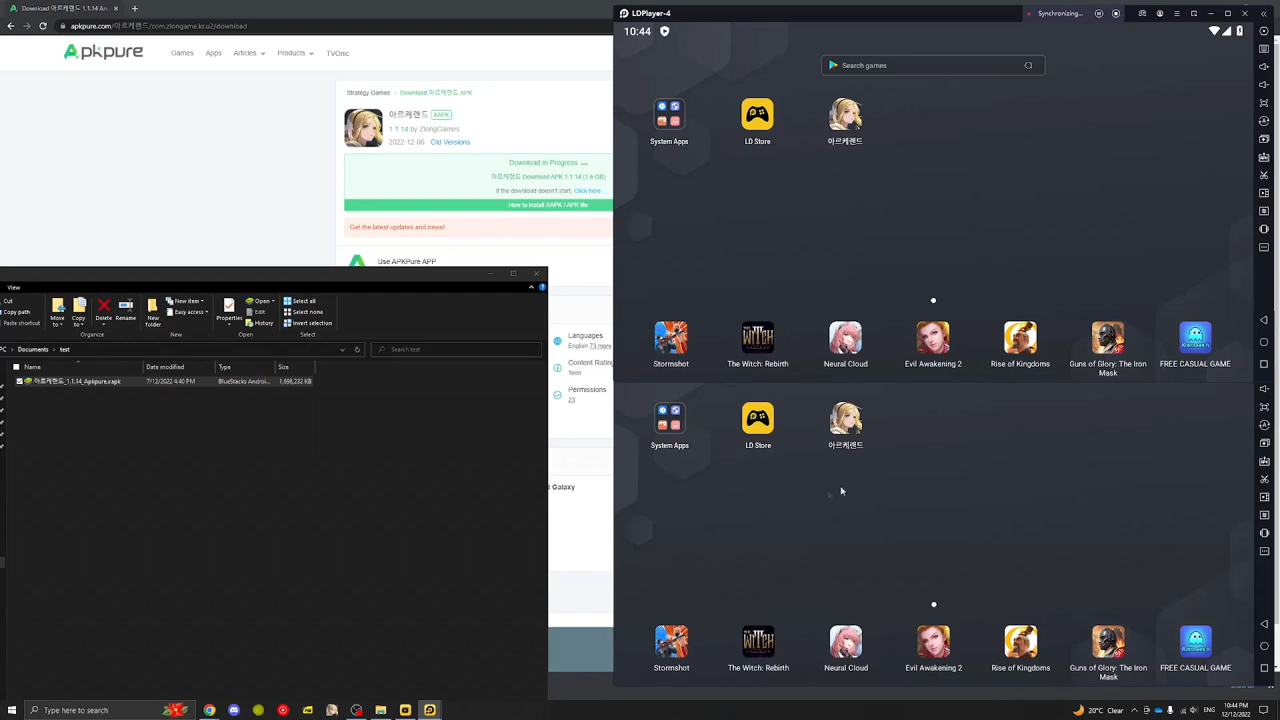 Download 아르케랜드 (1.1.14) A
apkpure.com/아르케랜드/com.zlongame.kr.u2/download
Apkpure
Games
Apps
Articles
Products
TVOnic
Strategy Games
Download 아르케랜드 APK
아르케랜드 XAPK
1.1.14 by ZlongGames
2022-12-06
Old Versions
Download in Progress ...
아르케랜드 Download APK 1.1.14 (1.6 GB)
If the download doesn't start, Click here
How to install XAPK / APK file
Get the latest updates and news!
Use APKPure APP
Languages
English 73 more
Content Rating
Teen
Permissions
23
Galaxy
View
Cut
Copy path
Paste shortcut
Move to
Copy to
Delete
Rename
Organize
New folder
New item
Easy access
New
Properties
Open
Edit
History
Open
Select all
Select none
Invert selection
Select
PC > Documents > test
Search test
Name
Date modified
Type
Size
아르케랜드_1.1.14_Apkpure.xapk
7/12/2022 4:40 PM
BlueStacks Androi...
1,698,232 KB
LDPlayer-4
Synchronizing...
10:44
Search games
System Apps
LD Store
아르케랜드
Stormshot
The Witch: Rebirth
Neural Cloud
Evil Awakening 2
Rise of Kingdoms
Guns of Glory: The Iron Mask
FREE CASUAL GAME
System Apps
LD Store
아르케랜드
Stormshot
The Witch: Rebirth
Neural Cloud
Evil Awakening 2
Rise of Kingdoms
Guns of Glory: The Iron Mask
FREE CASUAL GAME
Type here to search
20°C
ENG
10:44 PM
12/12/2022